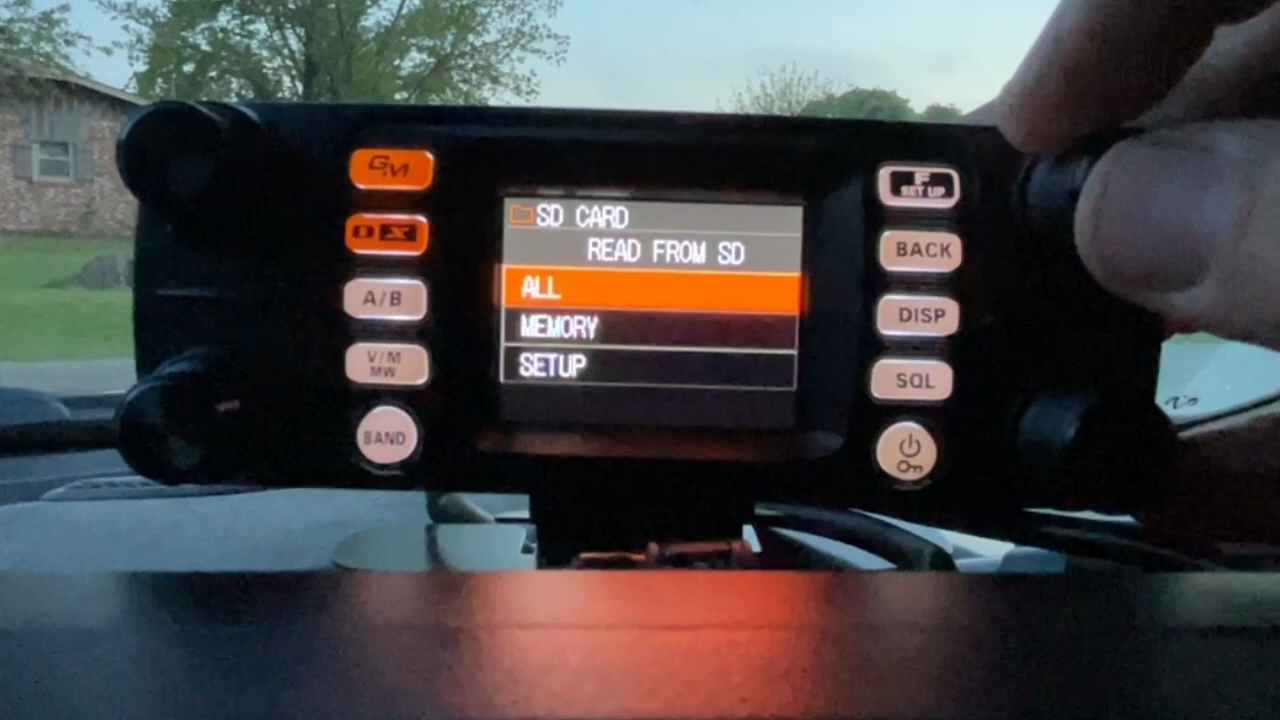 GM
SD CARD
READ FROM SD
ALL
MEMORY
SETUP
DX
A/B
V/M
MW
BAND
F
SET UP
BACK
DISP
SQL